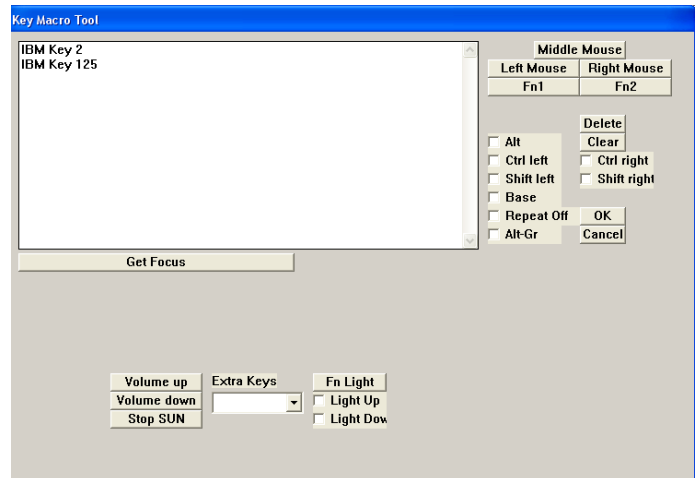 Key Macro Tool
IBM Key 2
IBM Key 125
Middle Mouse
Left Mouse Right Mouse
Fn1 Fn2
Delete
Alt Clear
Ctrl left Ctrl right
Shift left Shift right
Base
Repeat Off OK
Alt-Gr Cancel
Get Focus
Volume up Extra Keys Fn Light
Volume down Light Up
Stop SUN Light Dow